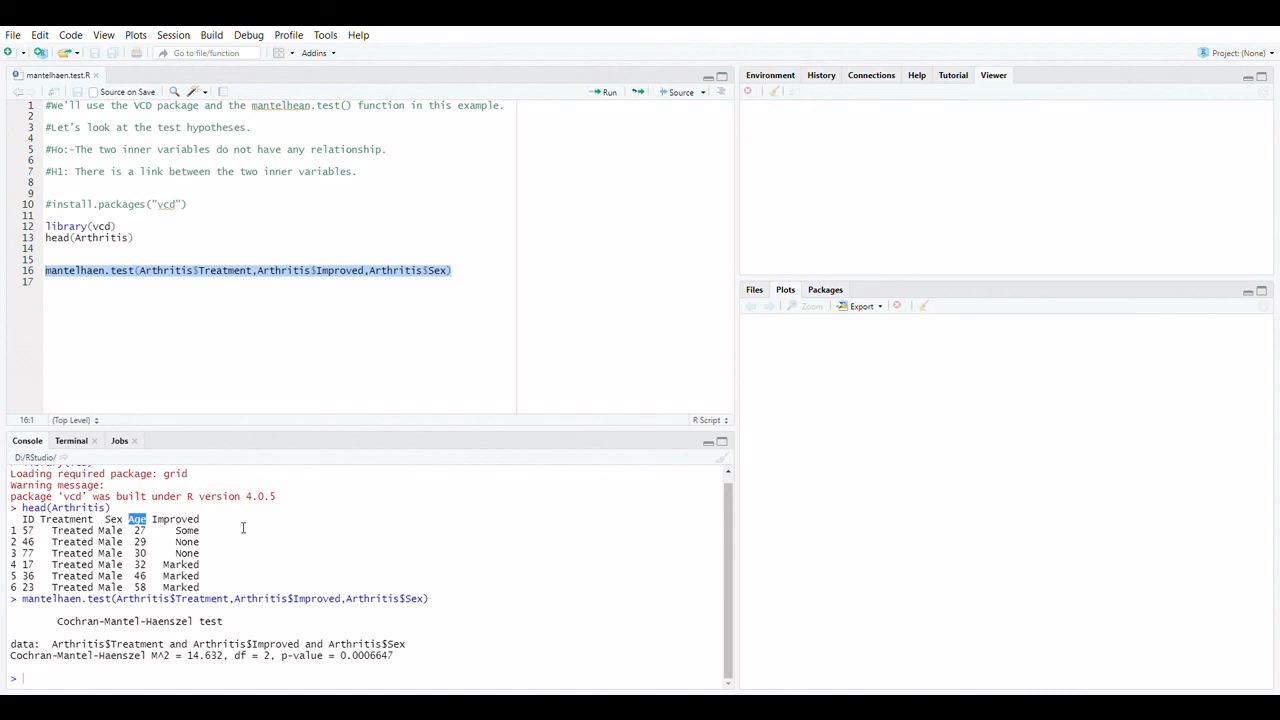 File Edit Code View Plots Session Build Debug Profile Tools Help
Go to file/function Addins Project: (None)
mantelhaen.test.R
Source on Save Run Source
1 #We'll use the VCD package and the mantelhean.test() function in this example.
2
3 #Let's look at the test hypotheses.
4
5 #Ho:-The two inner variables do not have any relationship.
6
7 #H1: There is a link between the two inner variables.
8
9
10 #install.packages("vcd")
11
12 library(vcd)
13 head(Arthritis)
14
15
16 mantelhaen.test(Arthritis$Treatment,Arthritis$Improved,Arthritis$Sex)
17
16:1 (Top Level) R Script
Console Terminal Jobs
D:/RStudio/
Loading required package: grid
Warning message:
package ‘vcd’ was built under R version 4.0.5
> head(Arthritis)
ID Treatment Sex Age Improved
1 57 Treated Male 27 Some
2 46 Treated Male 29 None
3 77 Treated Male 30 None
4 17 Treated Male 32 Marked
5 36 Treated Male 46 Marked
6 23 Treated Male 58 Marked
> mantelhaen.test(Arthritis$Treatment,Arthritis$Improved,Arthritis$Sex)
Cochran-Mantel-Haenszel test
data: Arthritis$Treatment and Arthritis$Improved and Arthritis$Sex
Cochran-Mantel-Haenszel M^2 = 14.632, df = 2, p-value = 0.0006647
>
Environment History Connections Help Tutorial Viewer
Files Plots Packages
Zoom Export